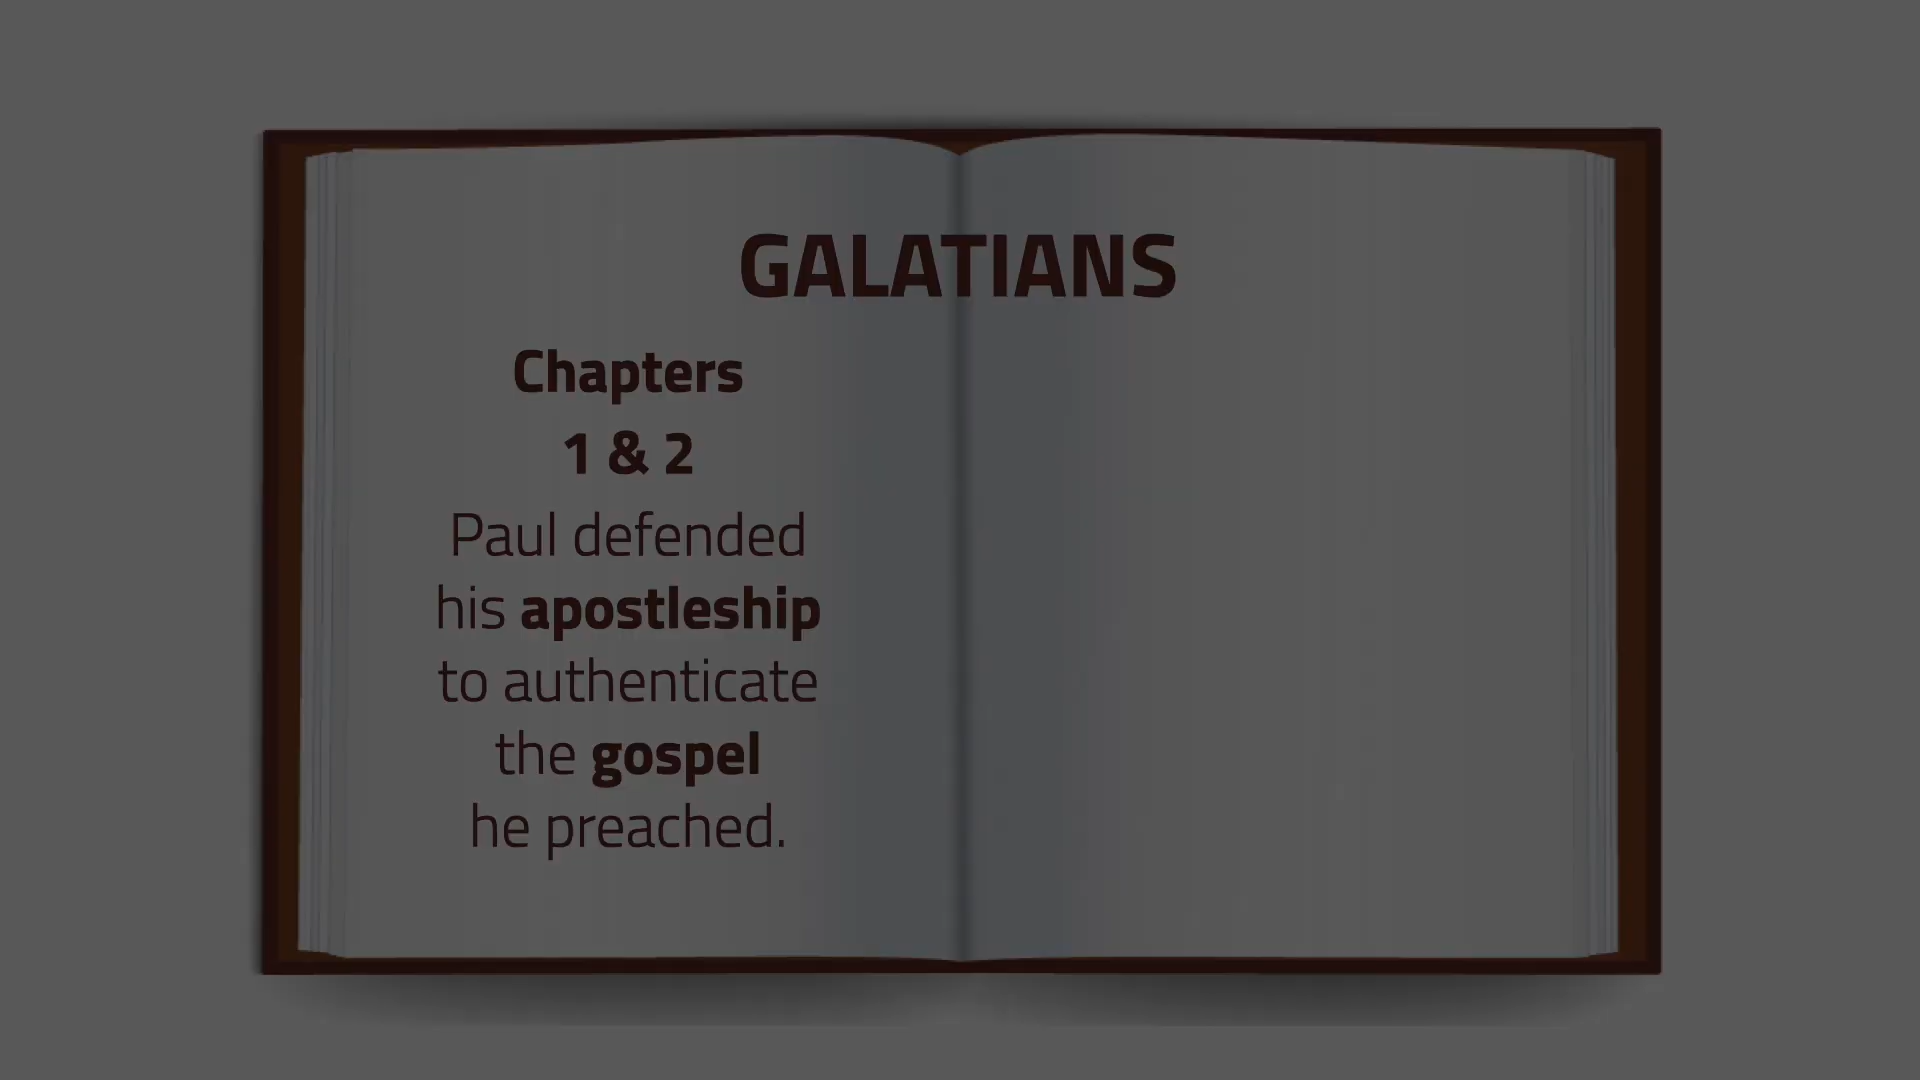 GALATIANS
Chapters
1 & 2
Paul defended
his apostleship
to authenticate
the gospel
he preached.